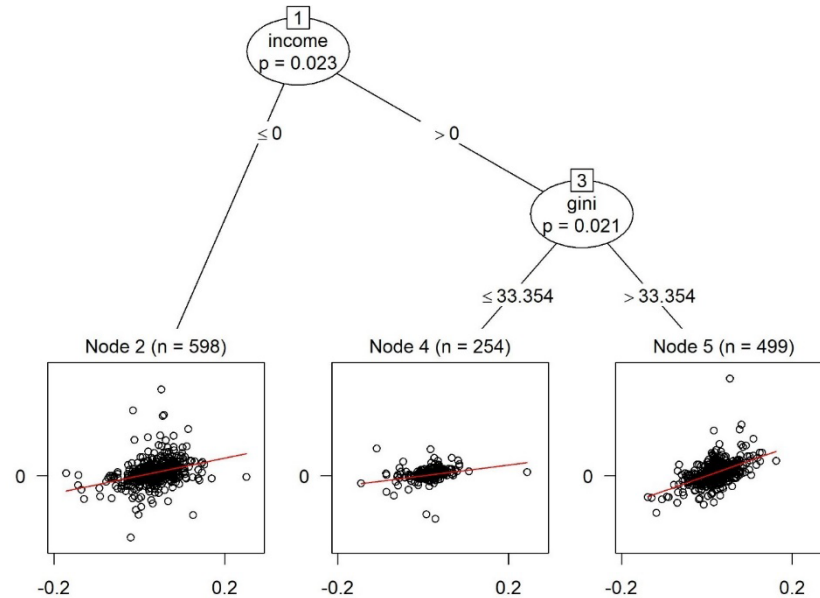 1
income
p = 0.023
≤ 0
> 0
3
gini
p = 0.021
≤ 33.354
> 33.354
Node 2 (n = 598)
Node 4 (n = 254)
Node 5 (n = 499)
0
0
0
-0.2
0.2
-0.2
0.2
-0.2
0.2